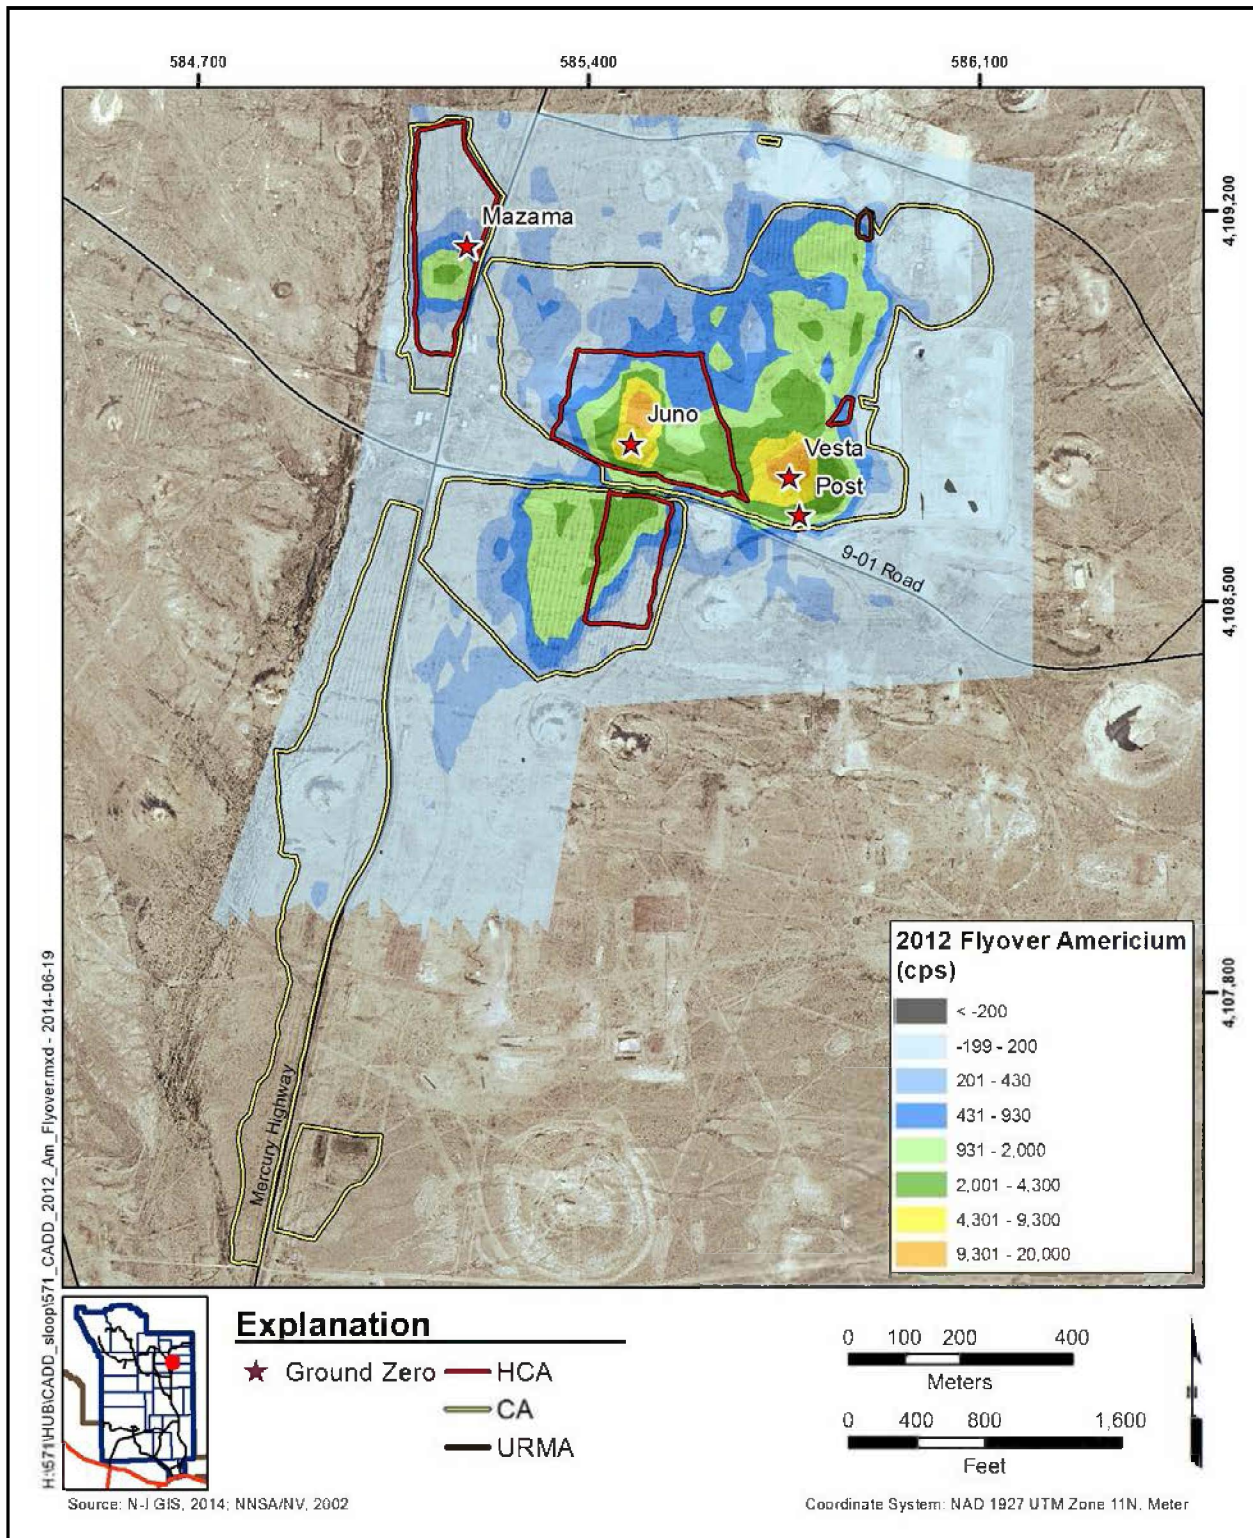 584,700
585,400
586,100
4,109,200
4,108,500
4,107,800
Mazama
Juno
Vesta
Post
9-01 Road
Mercury Highway
2012 Flyover Americium
(cps)
< -200
-199 - 200
201 - 430
431 - 930
931 - 2,000
2,001 - 4,300
4,301 - 9,300
9,301 - 20,000
H:\571\HUB\CADD_sloop\571_CADD_2012_Am_Flyover.mxd - 2014-06-19
Explanation
Ground Zero
HCA
CA
URMA
0 100 200 400
Meters
0 400 800 1,600
Feet
Source: N-I GIS, 2014; NNSA/NV, 2002
Coordinate System: NAD 1927 UTM Zone 11N, Meter